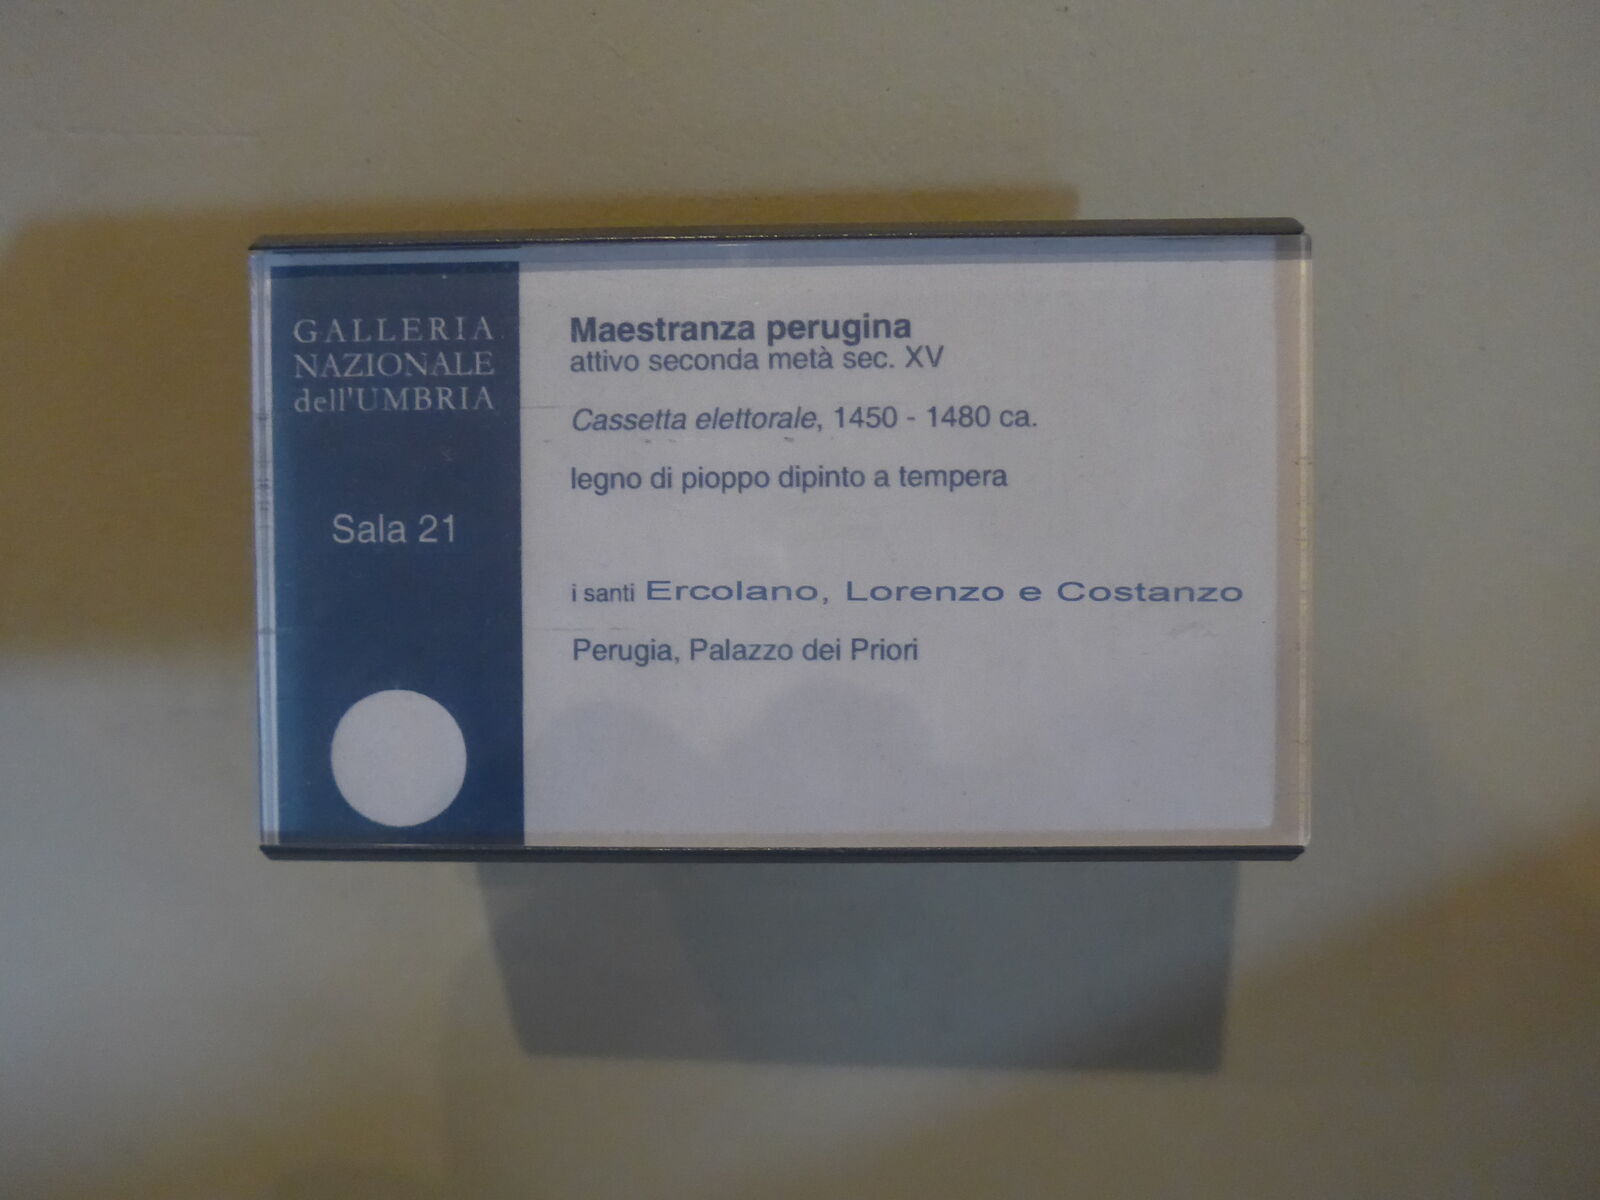 GALLERIA
NAZIONALE
dell'UMBRIA
Sala 21
Maestranza perugina
attivo seconda metà sec. XV
Cassetta elettorale, 1450 - 1480 ca.
legno di pioppo dipinto a tempera
i santi Ercolano, Lorenzo e Costanzo
Perugia, Palazzo dei Priori